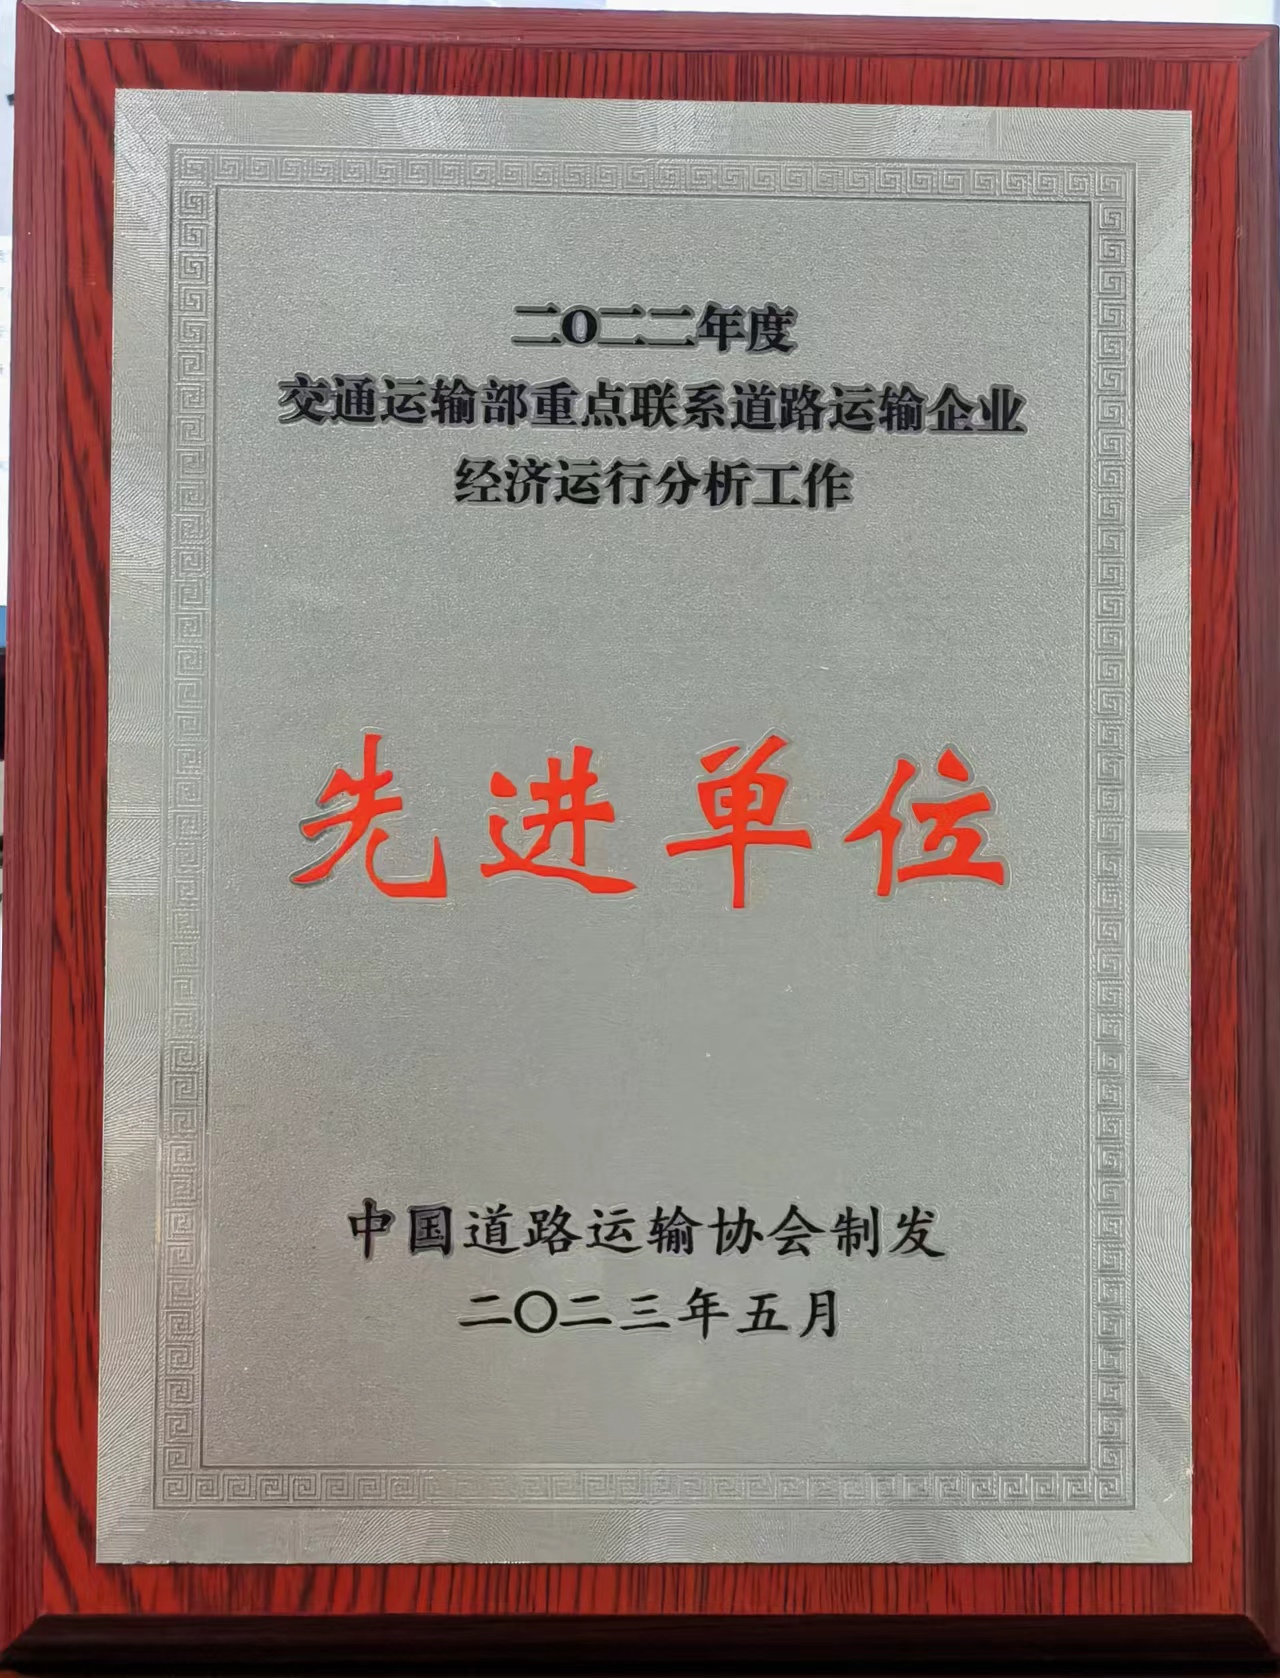 二0二二年度
交通运输部重点联系道路运输企业
经济运行分析工作
先进单位
中国道路运输协会制发
二〇二三年五月